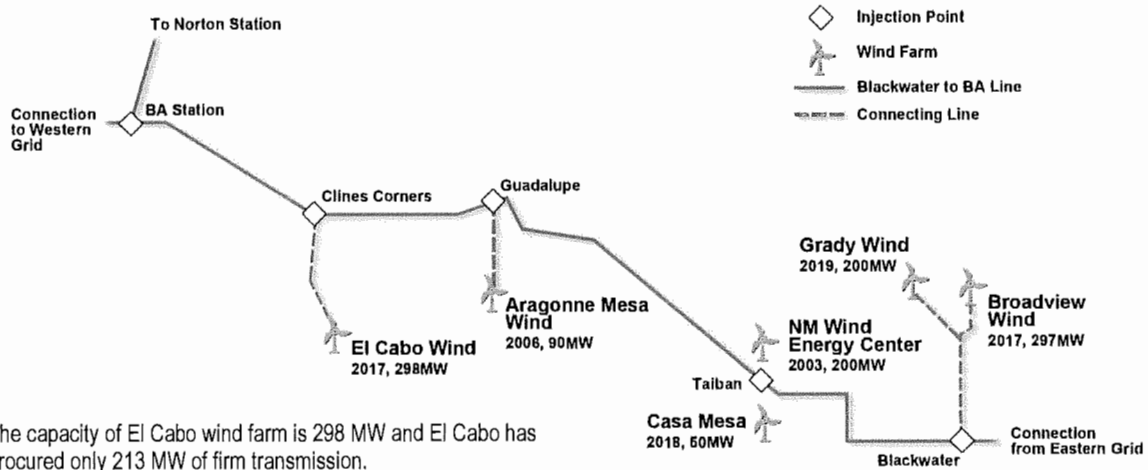 To Norton Station
Connection
to Western
Grid
BA Station
Clines Corners
Guadalupe
Injection Point
Wind Farm
Blackwater to BA Line
Connecting Line
El Cabo Wind
2017, 298MW
Aragonne Mesa
Wind
2006, 90MW
Grady Wind
2019, 200MW
Broadview
Wind
2017, 297MW
NM Wind
Energy Center
2003, 200MW
Taiban
Casa Mesa
2018, 50MW
Blackwater
Connection
from Eastern Grid
he capacity of El Cabo wind farm is 298 MW and El Cabo has
rocured only 213 MW of firm transmission.